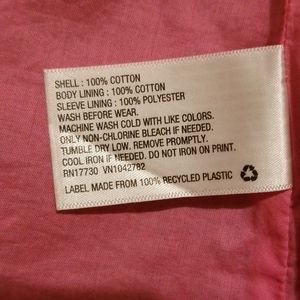 SHELL : 100% COTTON
BODY LINING : 100% COTTON
SLEEVE LINING : 100% POLYESTER
WASH BEFORE WEAR.
MACHINE WASH COLD WITH LIKE COLORS.
ONLY NON-CHLORINE BLEACH IF NEEDED.
TUMBLE DRY LOW. REMOVE PROMPTLY.
COOL IRON IF NEEDED. DO NOT IRON ON PRINT.
RN17730 VN1042782
LABEL MADE FROM 100% RECYCLED PLASTIC